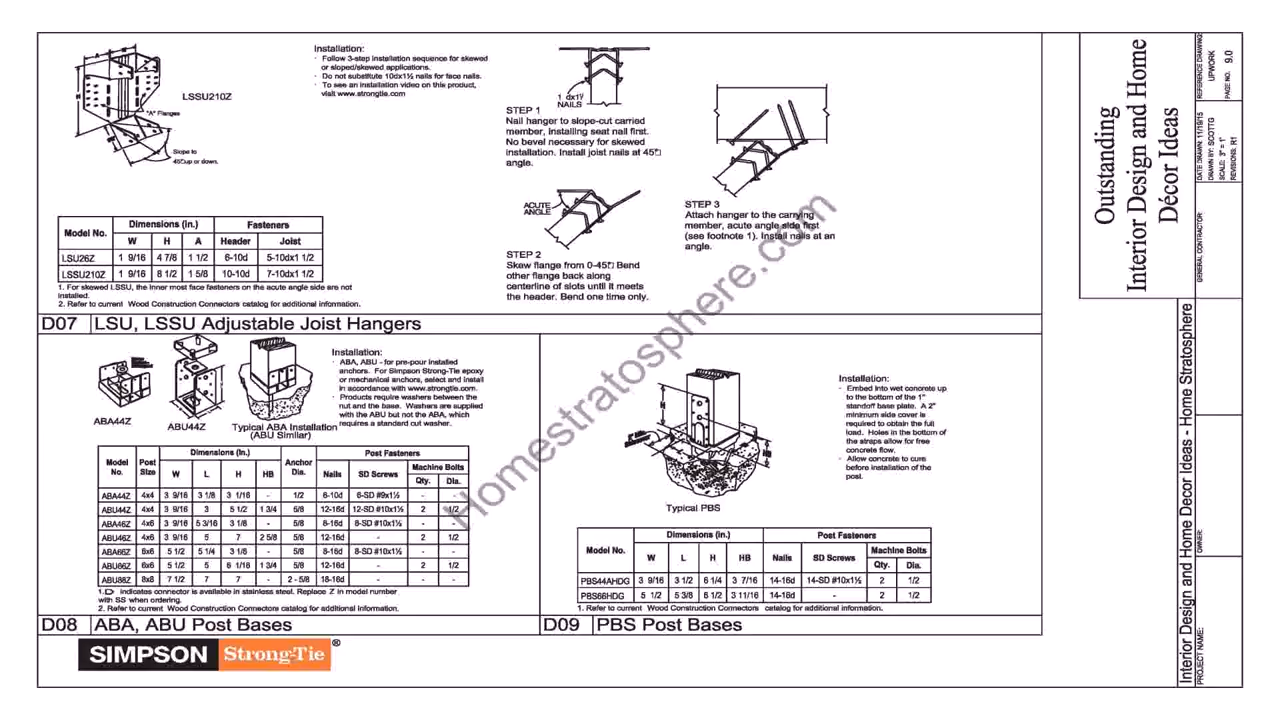 Installation:
· Follow 3-step installation sequence for skewed
or sloped/skewed applications.
· Do not substitute 10dx1½ nails for face nails.
· To see an installation video on this product,
visit www.strongtie.com
LSSU210Z
"A" Flanges
Slope to
45° up or down.
H
W
1 dx1½
NAILS
STEP 1
Nail hanger to slope-cut carried
member, installing seat nail first.
No bevel necessary for skewed
installation. Install joist nails at 45°
angle.
ACUTE
ANGLE
STEP 2
Skew flange from 0-45° Bend
other flange back along
centerline of slots until it meets
the header. Bend one time only.
STEP 3
Attach hanger to the carrying
member, acute angle side first
(see footnote 1). Install nails at an
angle.
Model No. Dimensions (in.) Fasteners
W H A Header Joist
LSU26Z 1 9/16 4 7/8 1 1/2 6-10d 5-10dx1 1/2
LSSU210Z 1 9/16 8 1/2 1 5/8 10-10d 7-10dx1 1/2
1. For skewed LSSU, the inner most face fasteners on the acute angle side are not
installed.
2. Refer to current Wood Construction Connectors catalog for additional information.
D07 LSU, LSSU Adjustable Joist Hangers
ABA44Z
ABU44Z
Typical ABA Installation
(ABU Similar)
Installation:
· ABA, ABU - for pre-pour installed
anchors. For Simpson Strong-Tie epoxy
or mechanical anchors, select and install
in accordance with www.strongtie.com.
· Products require washers between the
nut and the base. Washers are supplied
with the ABU but not the ABA, which
requires a standard cut washer.
Model No. Post Size Dimensions (in.) Anchor Dia. Post Fasteners
W L H HB Nails SD Screws Machine Bolts
Qty. Dia.
ABA44Z 4x4 3 9/16 3 1/8 3 1/16 - 1/2 6-10d 6-SD #9x1½ - -
ABU44Z 4x4 3 9/16 3 5 1/2 1 3/4 5/8 12-16d 12-SD #10x1½ 2 1/2
ABA46Z 4x6 3 9/16 5 3/16 3 1/8 - 5/8 8-16d 8-SD #10x1½ - -
ABU46Z 4x6 3 9/16 5 7 2 5/8 5/8 12-16d - 2 1/2
ABA66Z 6x6 5 1/2 5 1/4 3 1/8 - 5/8 8-16d 8-SD #10x1½ - -
ABU66Z 6x6 5 1/2 5 6 1/16 1 3/4 5/8 12-16d - 2 1/2
ABU88Z 8x8 7 1/2 7 7 - 2 - 5/8 18-16d - - -
1. indicates connector is available in stainless steel. Replace Z in model number
with SS when ordering.
2. Refer to current Wood Construction Connectors catalog for additional information.
D08 ABA, ABU Post Bases
H
HB
Typical PBS
Installation:
· Embed into wet concrete up
to the bottom of the 1"
standoff base plate. A 2"
minimum side cover is
required to obtain the full
load. Holes in the bottom of
the straps allow for free
concrete flow.
· Allow concrete to cure
before installation of the
post.
Model No. Dimensions (in.) Post Fasteners
W L H HB Nails SD Screws Machine Bolts
Qty. Dia.
PBS44AHDG 3 9/16 3 1/2 6 1/4 3 7/16 14-16d 14-SD #10x1½ 2 1/2
PBS66HDG 5 1/2 5 3/8 6 1/2 3 11/16 14-16d - 2 1/2
1. Refer to current Wood Construction Connectors catalog for additional information.
D09 PBS Post Bases
SIMPSON Strong-Tie®
Homestratosphere.com
Outstanding
Interior Design and Home
Décor Ideas
REFERENCE DRAWING:
UPWORK
PAGE NO. 9.0
DATE DRAWN: 11/19/15
DRAWN BY: SCOTTG
SCALE: 3" = 1"
REVISIONS: R1
GENERAL CONTRACTOR:
Interior Design and Home Decor Ideas - Home Stratosphere
OWNER:
PROJECT NAME: